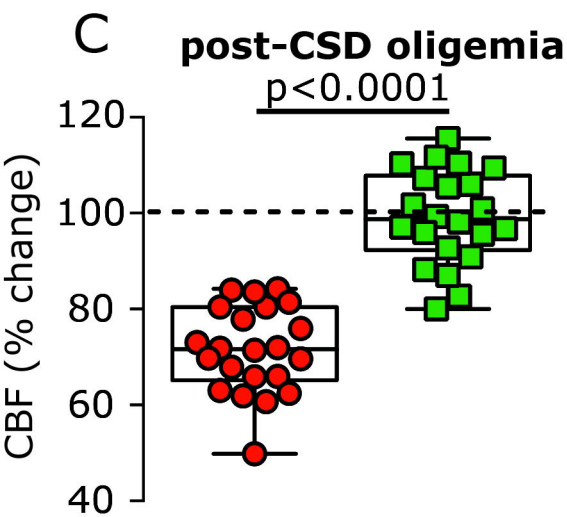 C
post-CSD oligemia
p<0.0001
120
100
80
60
40
CBF (% change)